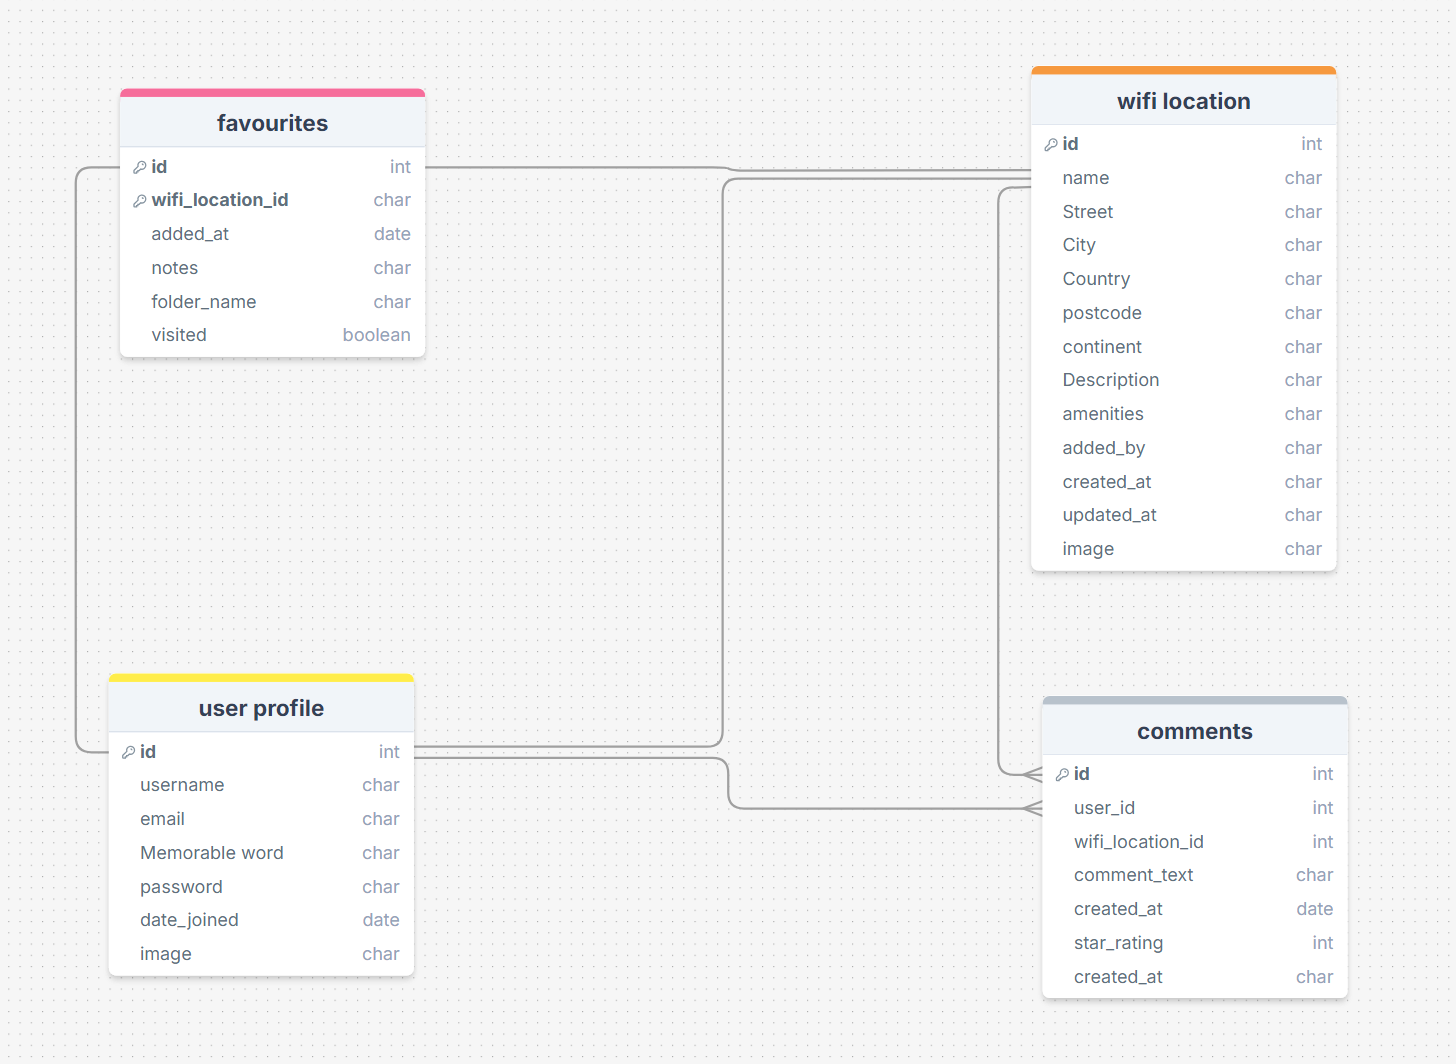 favourites
id int
wifi_location_id char
added_at date
notes char
folder_name char
visited boolean
wifi location
id int
name char
Street char
City char
Country char
postcode char
continent char
Description char
amenities char
added_by char
created_at char
updated_at char
image char
user profile
id int
username char
email char
Memorable word char
password char
date_joined date
image char
comments
id int
user_id int
wifi_location_id int
comment_text char
created_at date
star_rating int
created_at char